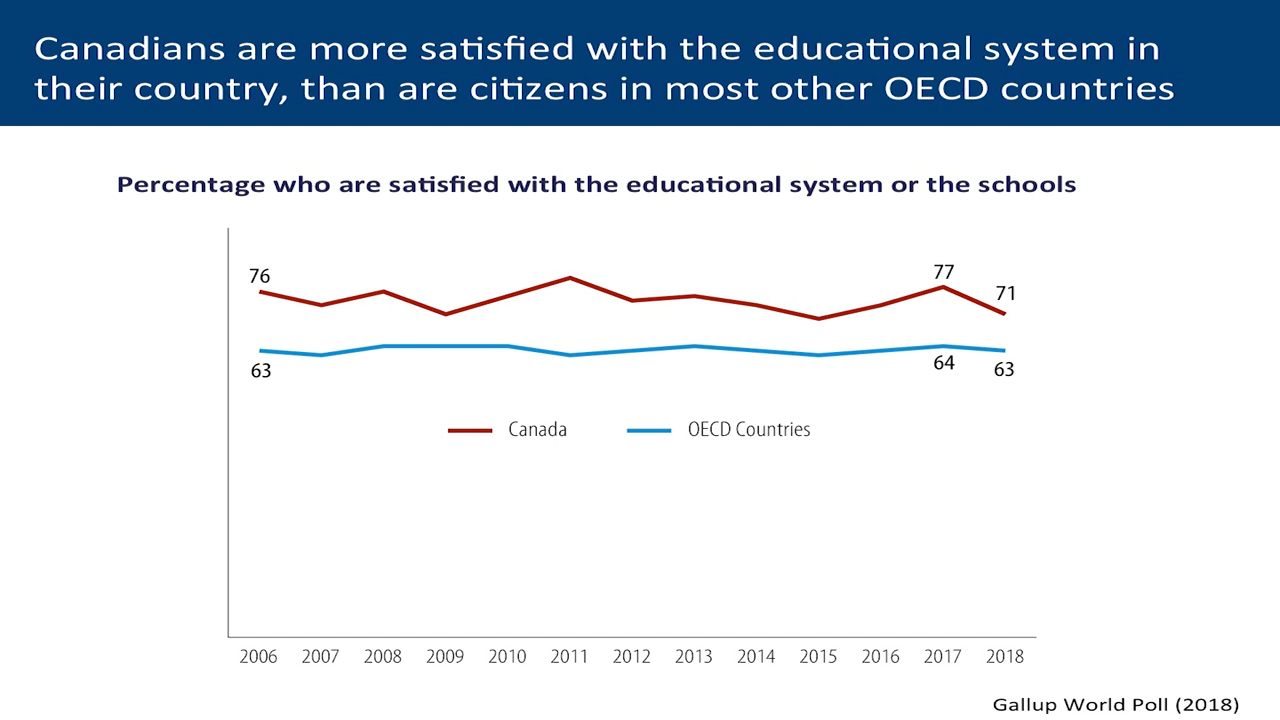 Canadians are more satisfied with the educational system in
their country, than are citizens in most other OECD countries
Percentage who are satisfied with the educational system or the schools
76
77
71
63
64
63
Canada
OECD Countries
2006 2007 2008 2009 2010 2011 2012 2013 2014 2015 2016 2017 2018
Gallup World Poll (2018)